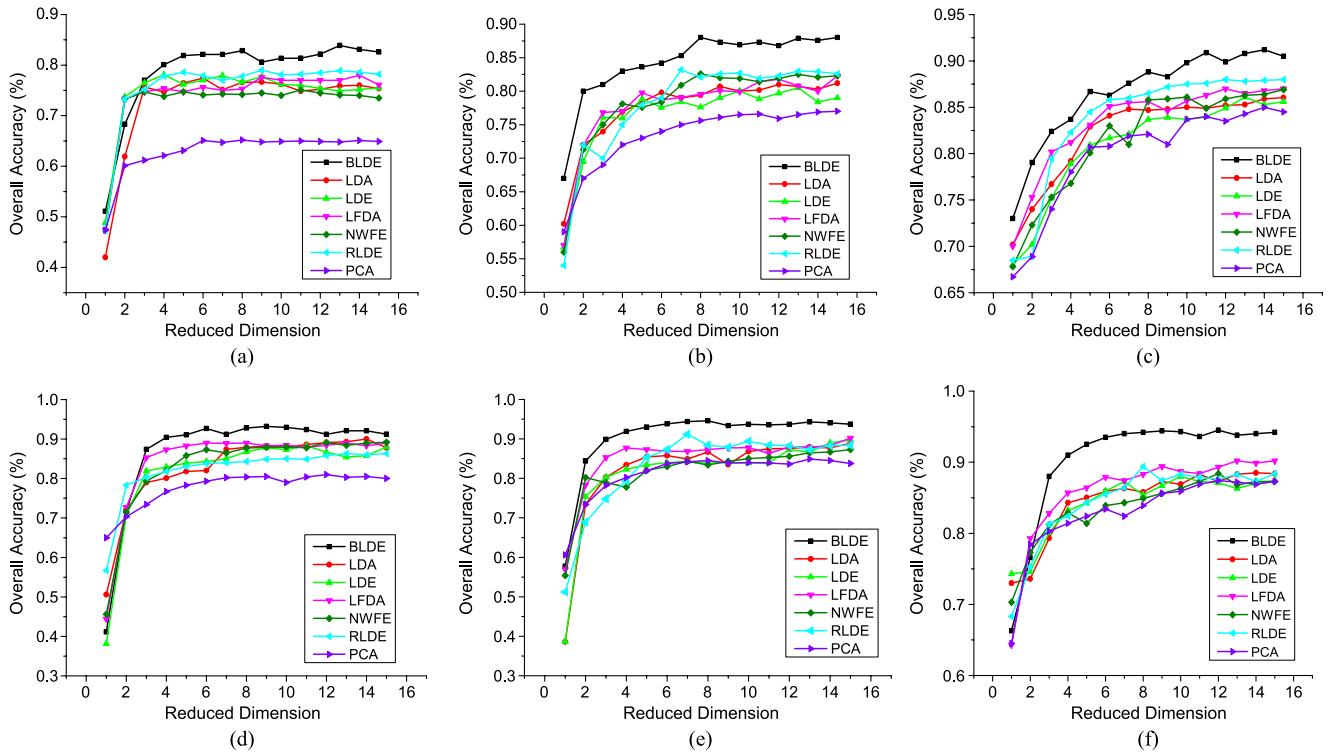 Overall Accuracy (%)
0.9
0.8
0.7
0.6
0.5
0.4
BLDE
LDA
LDE
LFDA
NWFE
RLDE
PCA
0 2 4 6 8 10 12 14 16
Reduced Dimension
(a)
Overall Accuracy (%)
0.90
0.85
0.80
0.75
0.70
0.65
0.60
0.55
0.50
BLDE
LDA
LDE
LFDA
NWFE
RLDE
PCA
0 2 4 6 8 10 12 14 16
Reduced Dimension
(b)
Overall Accuracy (%)
0.95
0.90
0.85
0.80
0.75
0.70
0.65
BLDE
LDA
LDE
LFDA
NWFE
RLDE
PCA
0 2 4 6 8 10 12 14 16
Reduced Dimension
(c)
Overall Accuracy (%)
1.0
0.9
0.8
0.7
0.6
0.5
0.4
0.3
BLDE
LDA
LDE
LFDA
NWFE
RLDE
PCA
0 2 4 6 8 10 12 14 16
Reduced Dimension
(d)
Overall Accuracy (%)
1.0
0.9
0.8
0.7
0.6
0.5
0.4
0.3
BLDE
LDA
LDE
LFDA
NWFE
RLDE
PCA
0 2 4 6 8 10 12 14 16
Reduced Dimension
(e)
Overall Accuracy (%)
1.0
0.9
0.8
0.7
0.6
BLDE
LDA
LDE
LFDA
NWFE
RLDE
PCA
0 2 4 6 8 10 12 14 16
Reduced Dimension
(f)